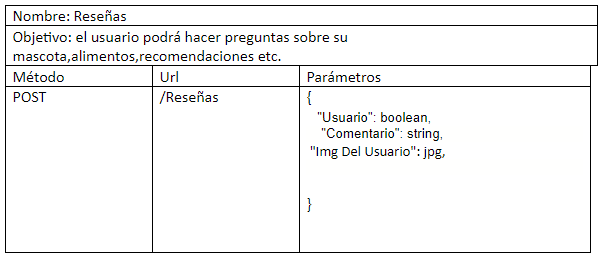 Nombre: Reseñas
Objetivo: el usuario podrá hacer preguntas sobre su
mascota,alimentos,recomendaciones etc.
Método Url Parámetros
POST /Reseñas {
"Usuario": boolean,
"Comentario": string,
"Img Del Usuario": jpg,
}